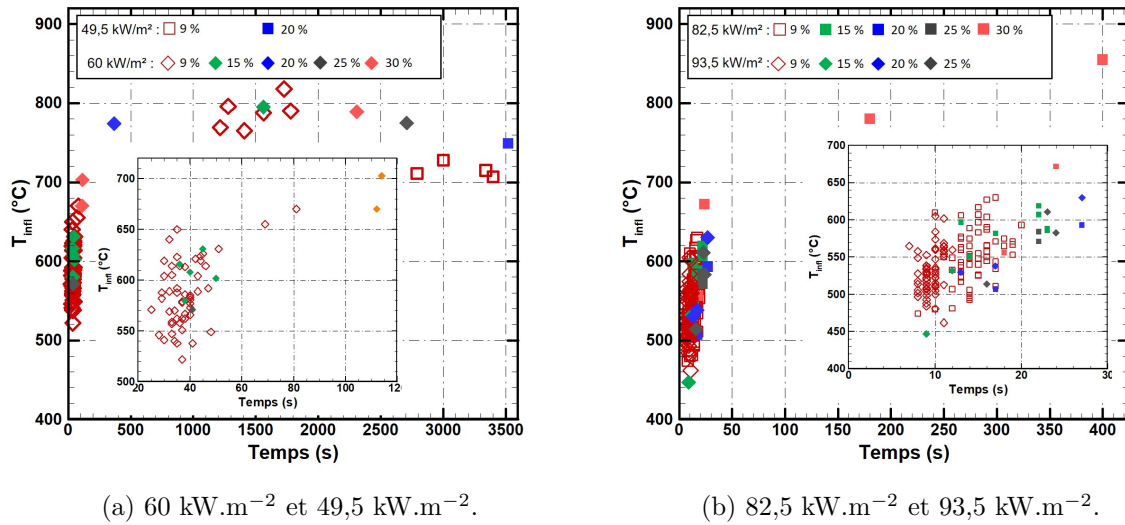 49,5 kW/m² : 9 % 20 %
60 kW/m² : 9 % 15 % 20 % 25 % 30 %
900
800
700
600
500
400
T_infl (°C)
0 500 1000 1500 2000 2500 3000 3500
Temps (s)
700
650
600
550
500
T_infl (°C)
20 40 60 80 100 12
Temps (s)
(a) 60 kW.m⁻² et 49,5 kW.m⁻².
82,5 kW/m² : 9 % 15 % 20 % 25 % 30 %
93,5 kW/m² : 9 % 15 % 20 % 25 %
900
800
700
600
500
400
T_infl (°C)
0 50 100 150 200 250 300 350 400
Temps (s)
700
650
600
550
500
450
400
T_infl (°C)
0 10 20 30
Temps (s)
(b) 82,5 kW.m⁻² et 93,5 kW.m⁻².